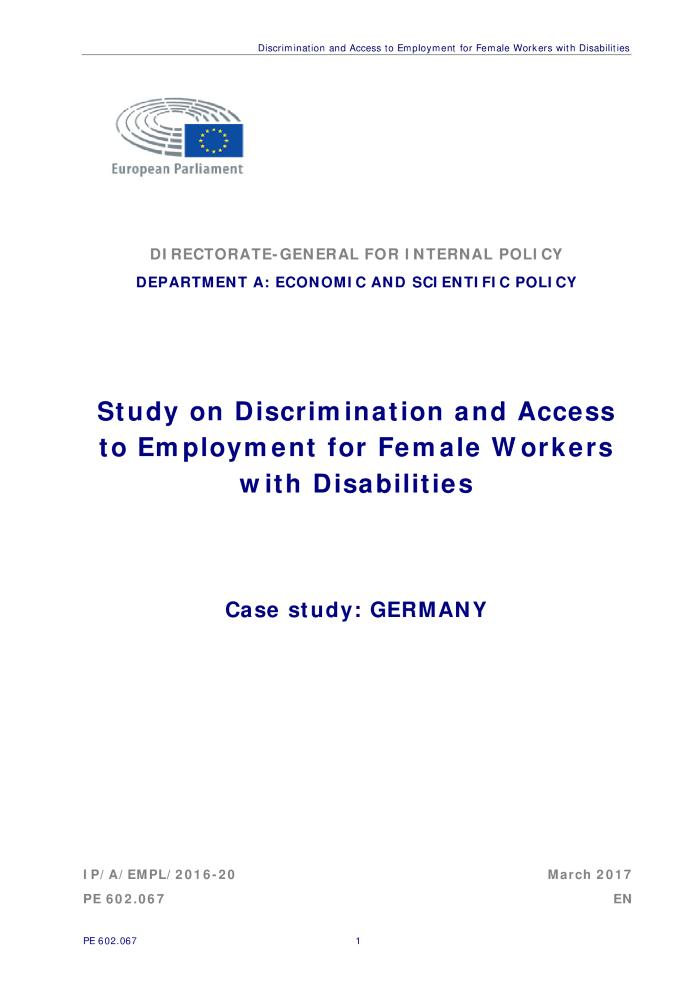 Discrimination and Access to Employment for Female Workers with Disabilities
European Parliament
DIRECTORATE-GENERAL FOR INTERNAL POLICY
DEPARTMENT A: ECONOMIC AND SCIENTIFIC POLICY
Study on Discrimination and Access
to Employment for Female Workers
with Disabilities
Case study: GERMANY
IP/A/EMPL/2016-20 March 2017
PE 602.067 EN
PE 602.067 1